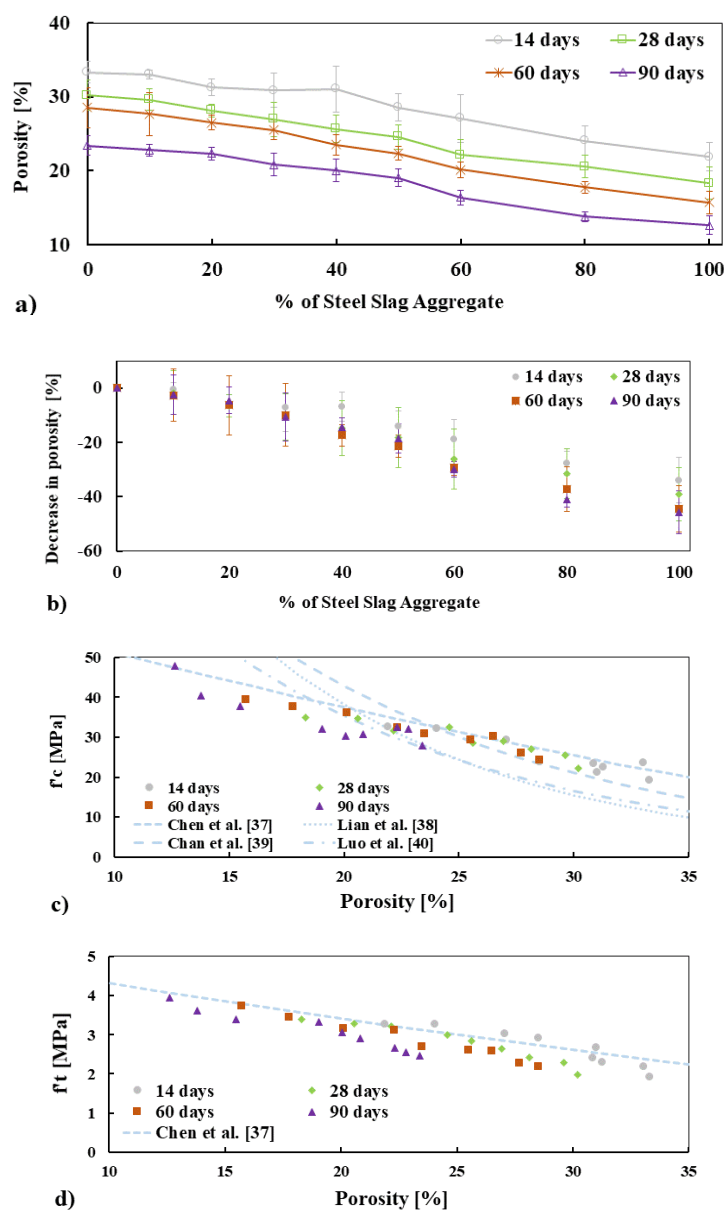 40
30
20
10
Porosity [%]
14 days
28 days
60 days
90 days
0
20
40
60
80
100
% of Steel Slag Aggregate
a)
0
-20
-40
-60
Decrease in porosity [%]
14 days
28 days
60 days
90 days
0
20
40
60
80
100
% of Steel Slag Aggregate
b)
50
40
30
20
10
0
f'c [MPa]
14 days
28 days
60 days
90 days
Chen et al. [37]
Lian et al. [38]
Chan et al. [39]
Luo et al. [40]
10
15
20
25
30
35
Porosity [%]
c)
5
4
3
2
1
0
f't [MPa]
14 days
28 days
60 days
90 days
Chen et al. [37]
10
15
20
25
30
35
Porosity [%]
d)